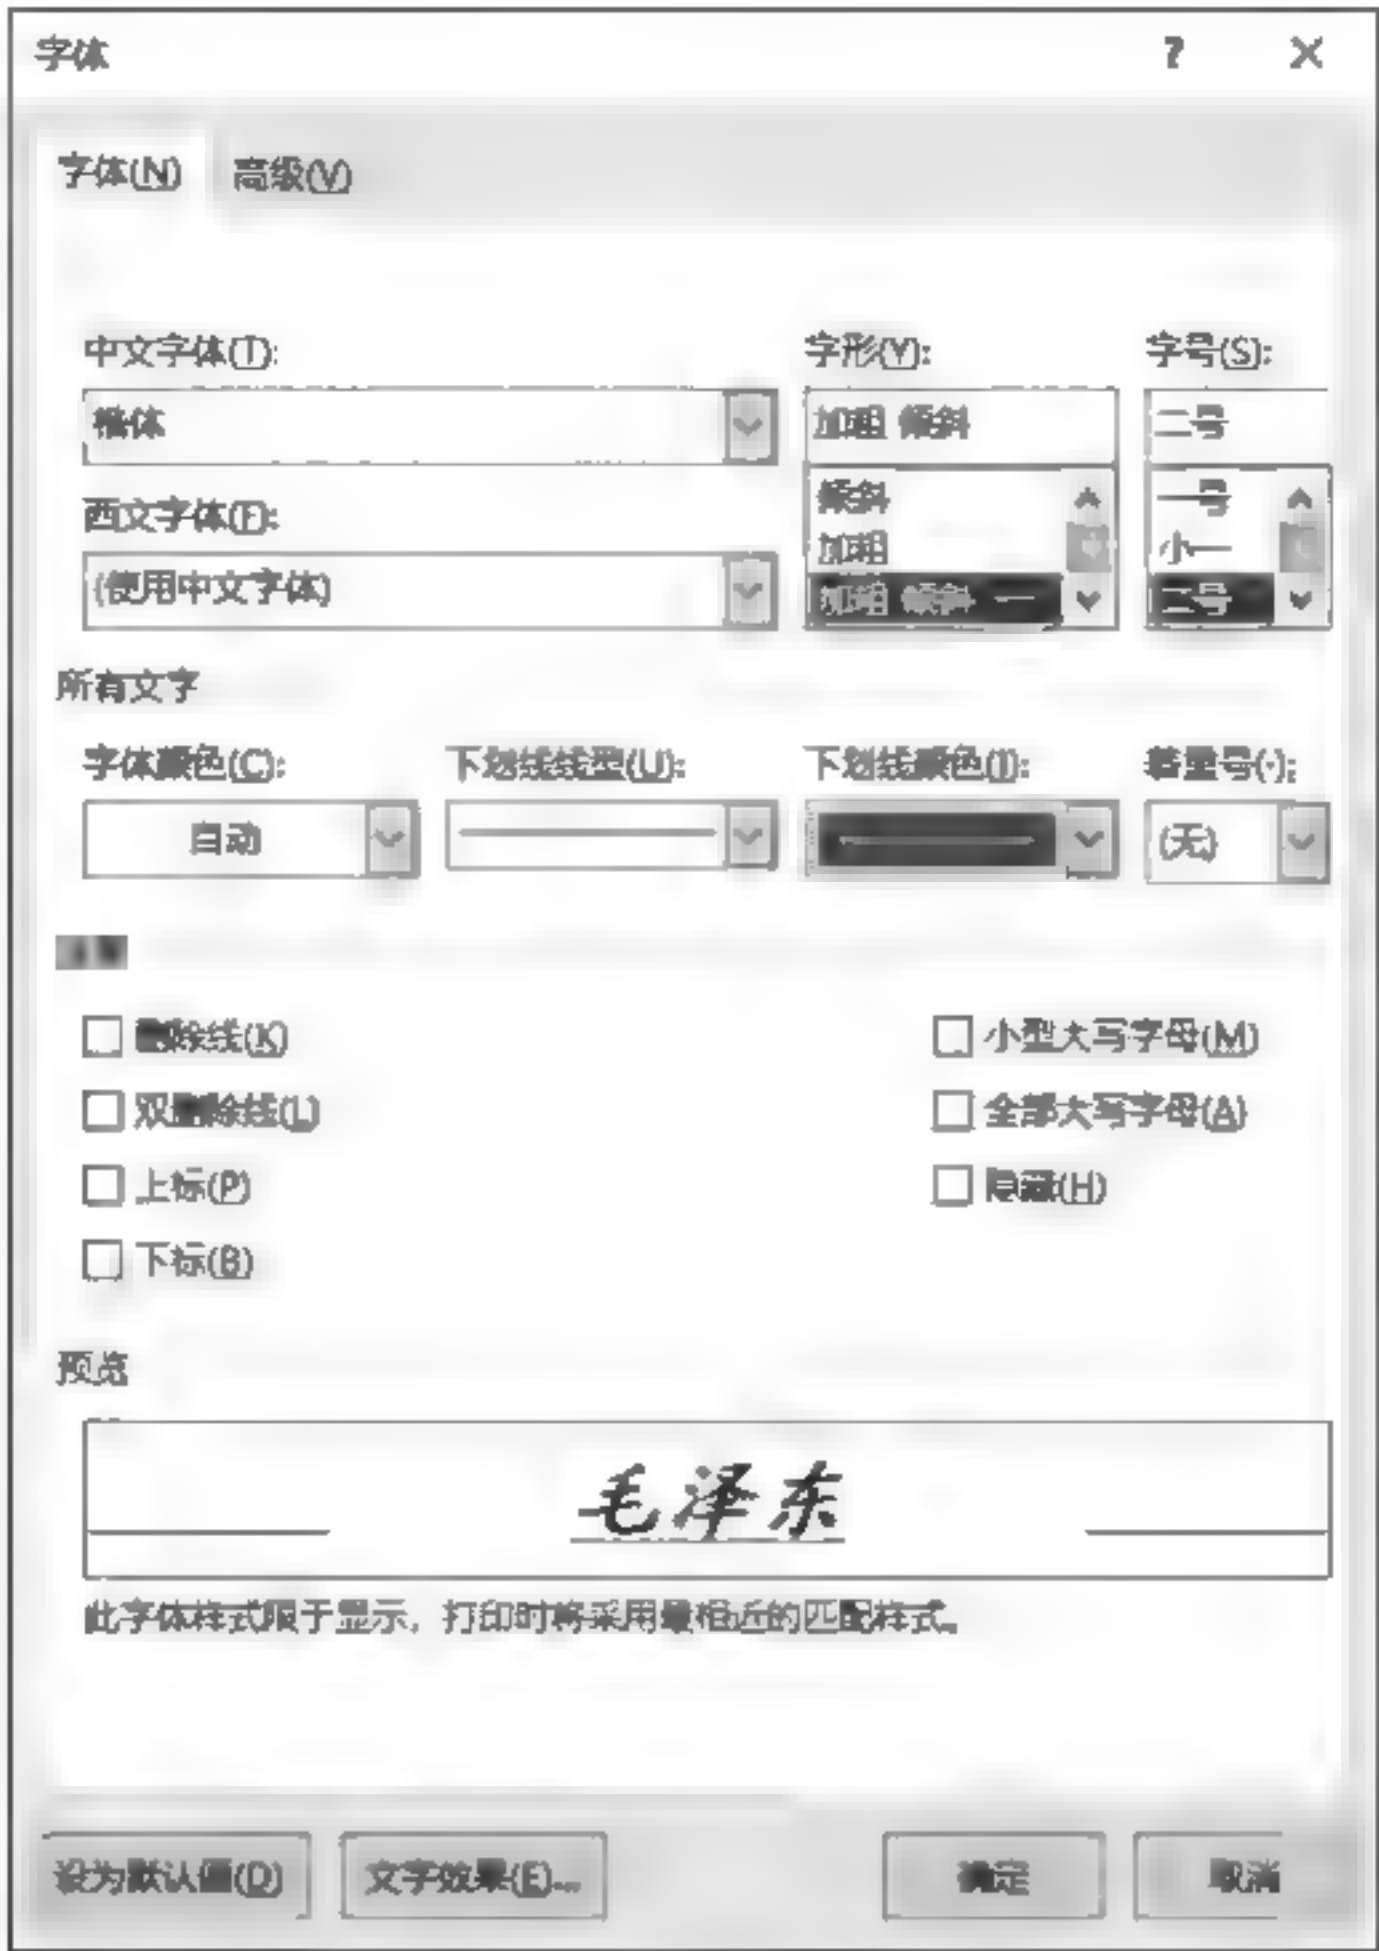 字体 ? ×
字体(N) 高级(V)
中文字体(T): 字形(Y): 字号(S):
楷体 加粗 倾斜 二号
倾斜 一号
西文字体(F):
加粗 小一
(使用中文字体) 加粗 倾斜 二号
所有文字
字体颜色(C): 下划线线型(U): 下划线颜色(I): 着重号(·):
自动 (无)
删除线(K) 小型大写字母(M)
双删除线(L) 全部大写字母(A)
上标(P) 隐藏(H)
下标(B)
预览
毛泽东
此字体样式限于显示，打印时将采用最相近的匹配样式。
设为默认值(D) 文字效果(E)... 确定 取消